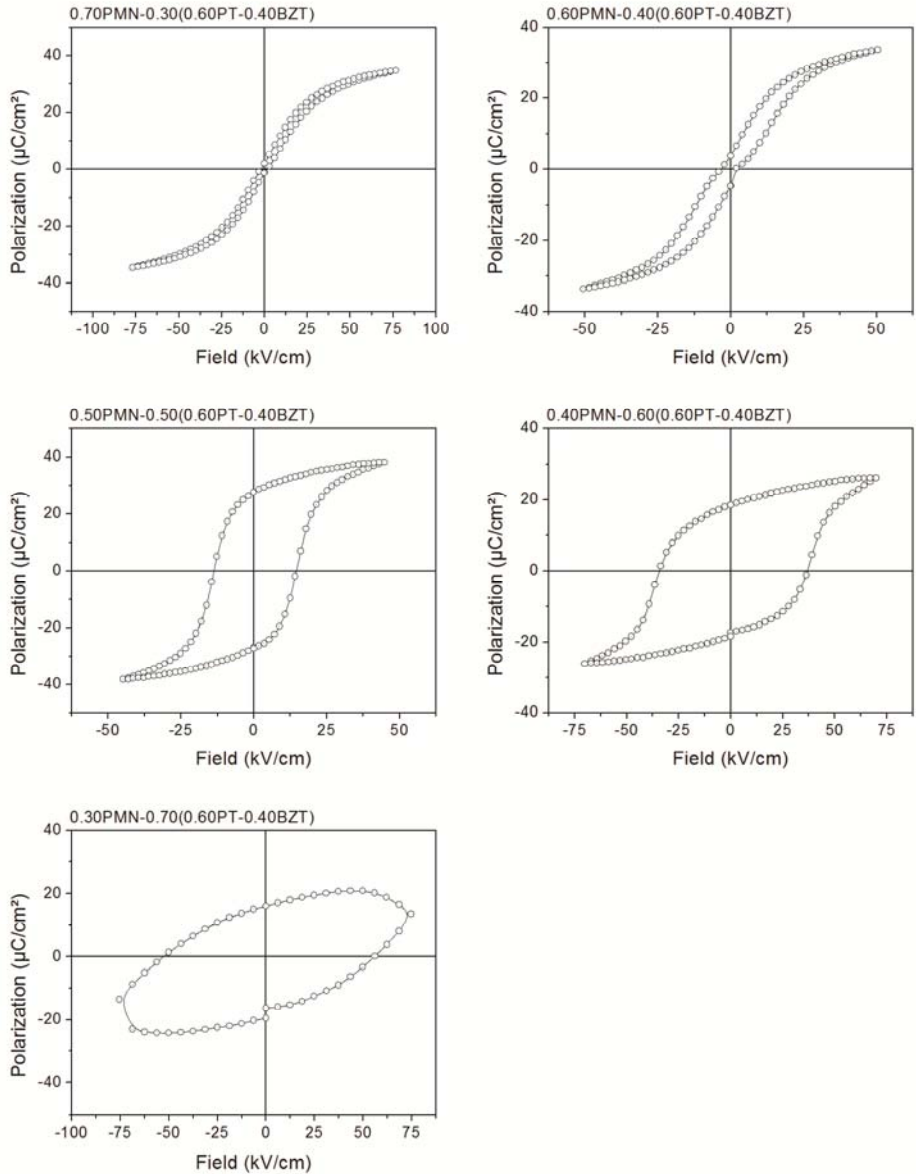 0.70PMN-0.30(0.60PT-0.40BZT)
40
20
0
-20
-40
Polarization (µC/cm²)
-100 -75 -50 -25 0 25 50 75 100
Field (kV/cm)
0.60PMN-0.40(0.60PT-0.40BZT)
40
20
0
-20
-40
Polarization (µC/cm²)
-50 -25 0 25 50
Field (kV/cm)
0.50PMN-0.50(0.60PT-0.40BZT)
40
20
0
-20
-40
Polarization (µC/cm²)
-50 -25 0 25 50
Field (kV/cm)
0.40PMN-0.60(0.60PT-0.40BZT)
40
20
0
-20
-40
Polarization (µC/cm²)
-75 -50 -25 0 25 50 75
Field (kV/cm)
0.30PMN-0.70(0.60PT-0.40BZT)
40
20
0
-20
-40
Polarization (µC/cm²)
-100 -75 -50 -25 0 25 50 75
Field (kV/cm)